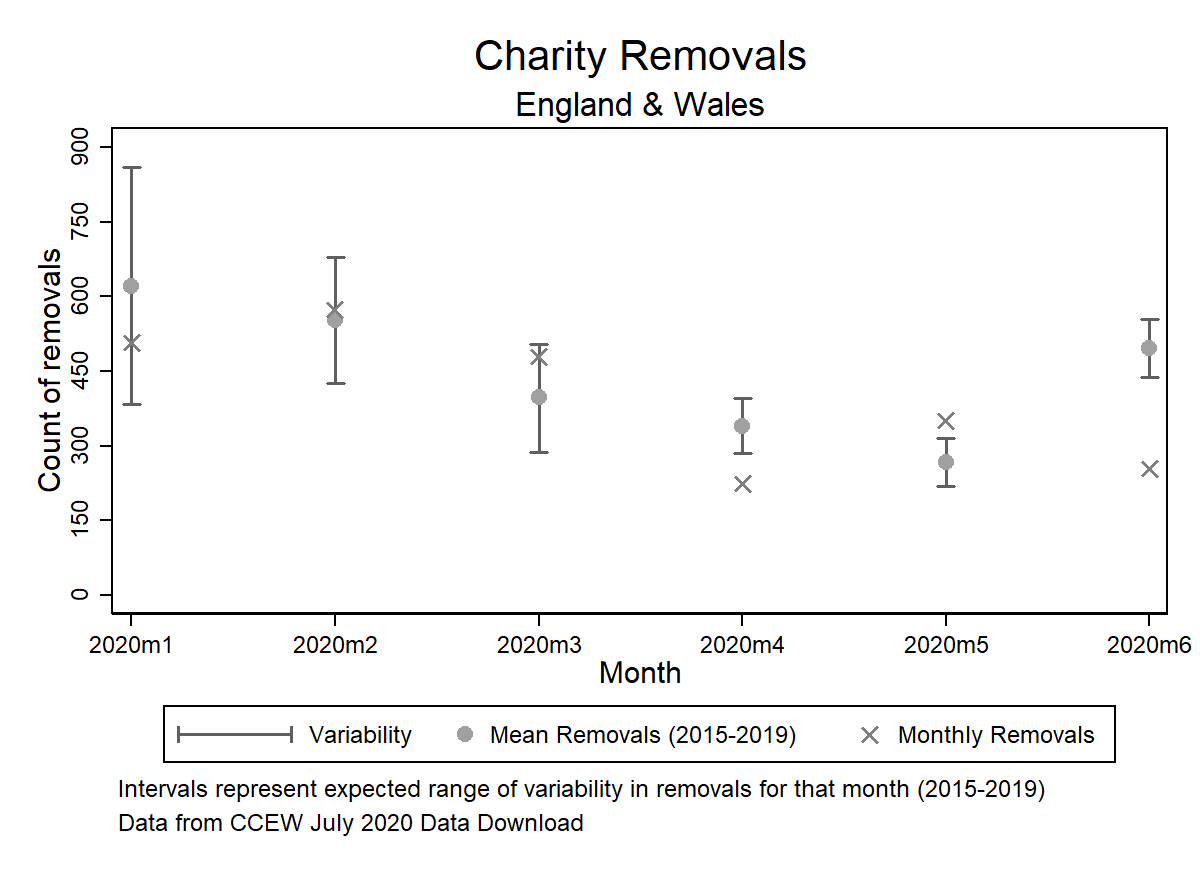 Charity Removals
England & Wales
Count of removals
900
750
600
450
300
150
0
2020m1 2020m2 2020m3 2020m4 2020m5 2020m6
Month
Variability Mean Removals (2015-2019) Monthly Removals
Intervals represent expected range of variability in removals for that month (2015-2019)
Data from CCEW July 2020 Data Download